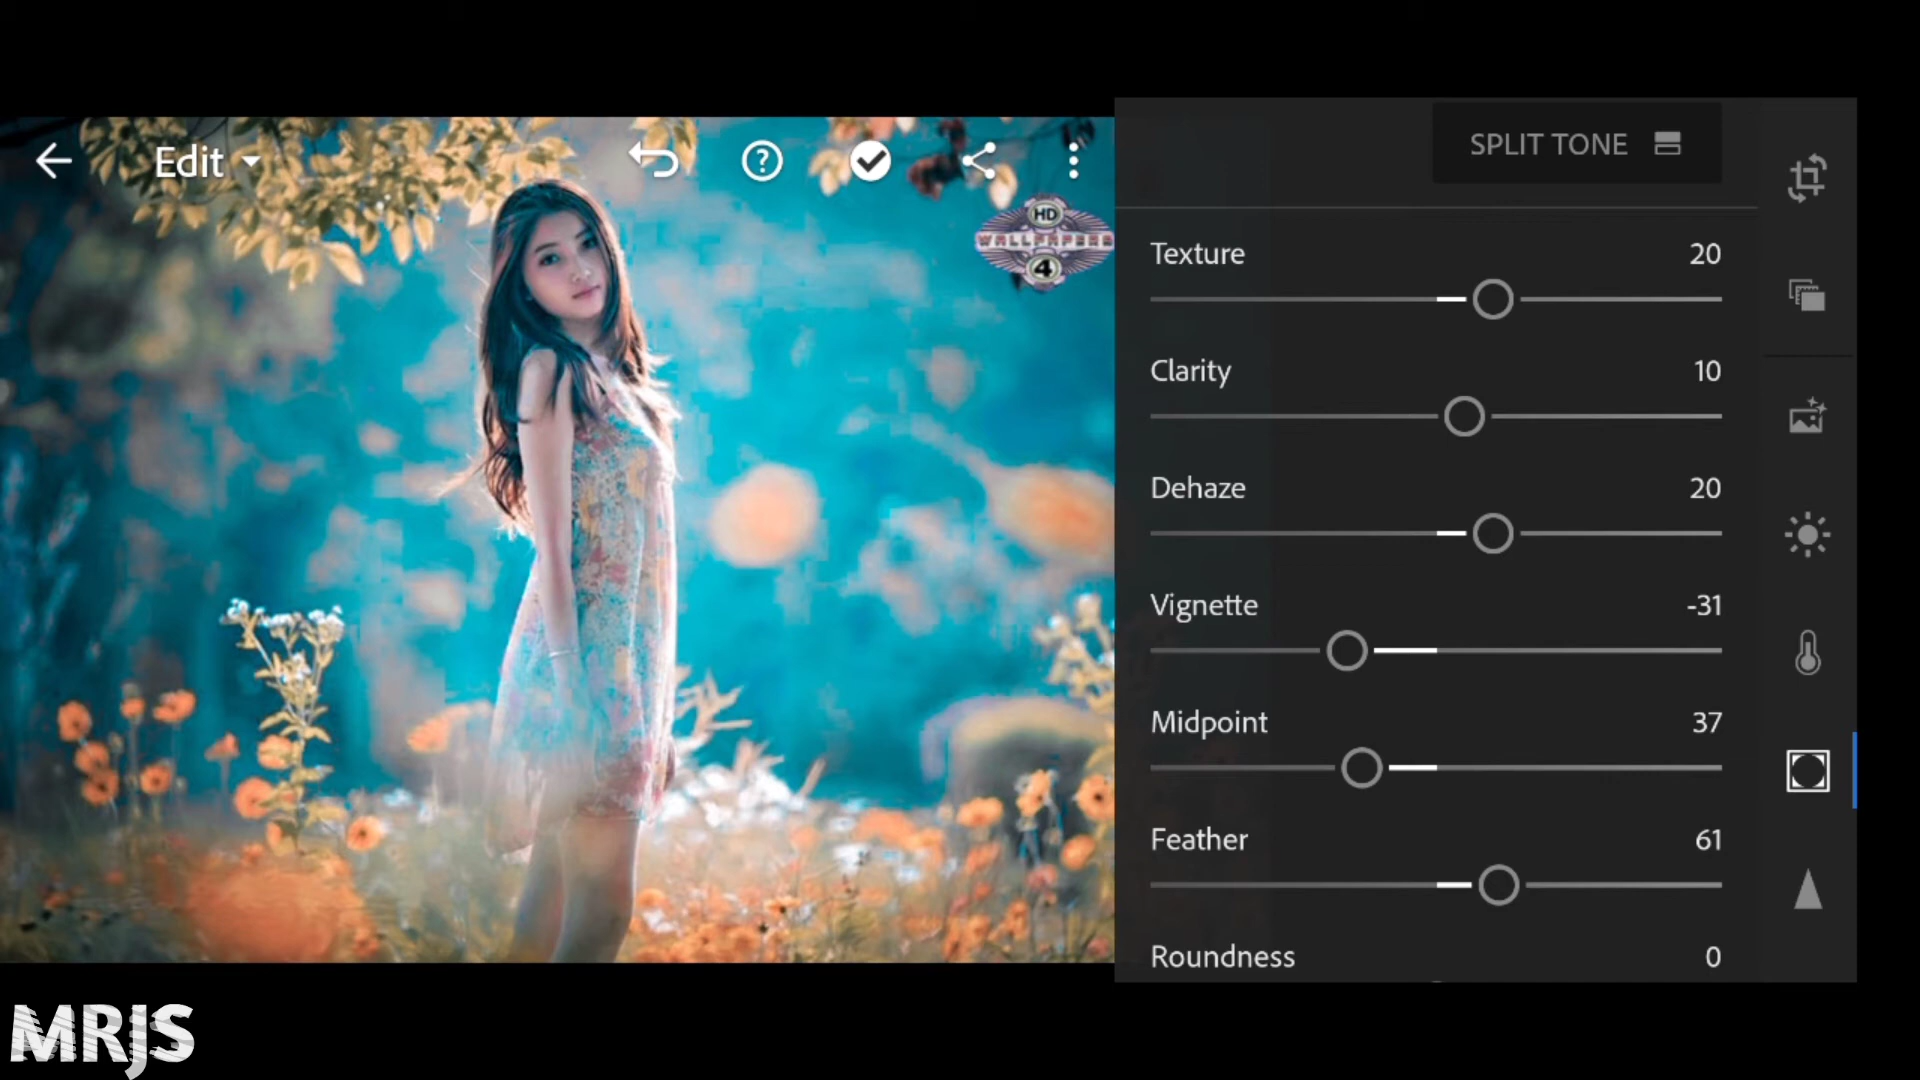 Edit
SPLIT TONE
HD
WALLPAPERS
4
Texture 20
Clarity 10
Dehaze 20
Vignette -31
Midpoint 37
Feather 61
Roundness 0
MRJS